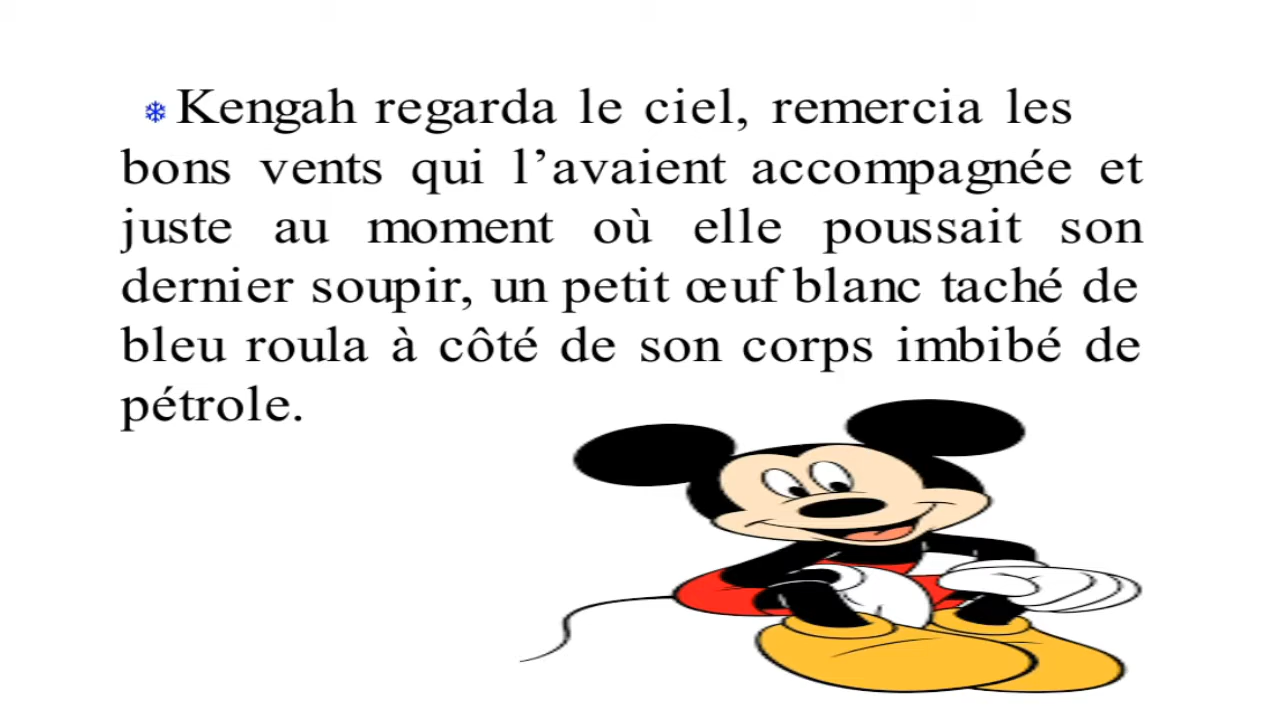 Kengah regarda le ciel, remercia les
bons vents qui l’avaient accompagnée et
juste au moment où elle poussait son
dernier soupir, un petit œuf blanc taché de
bleu roula à côté de son corps imbibé de
pétrole.